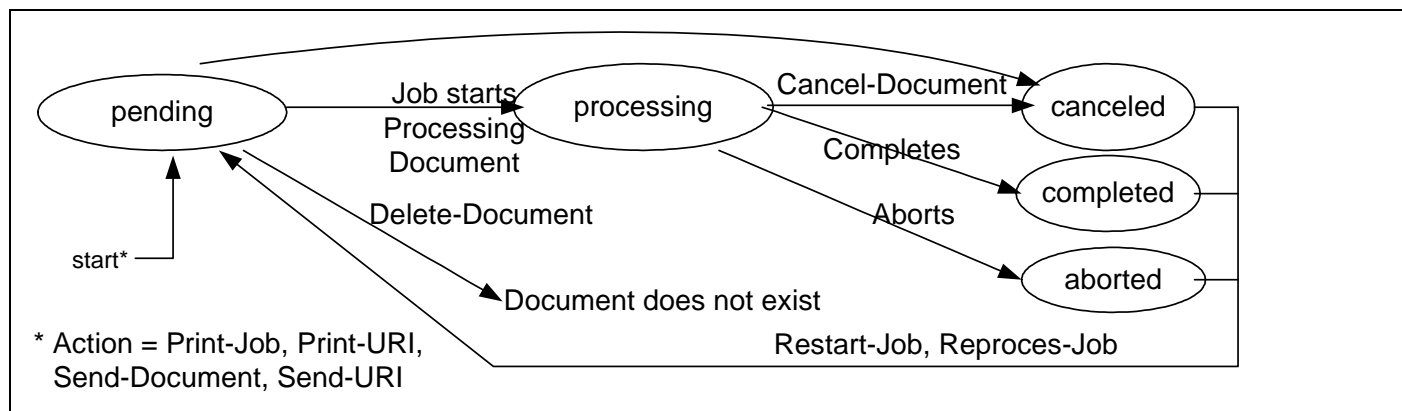 pending
Job starts
Processing
Document
processing
Cancel-Document
canceled
Completes
completed
Delete-Document
Aborts
start*
aborted
Document does not exist
* Action = Print-Job, Print-URI,
Send-Document, Send-URI
Restart-Job, Reproces-Job